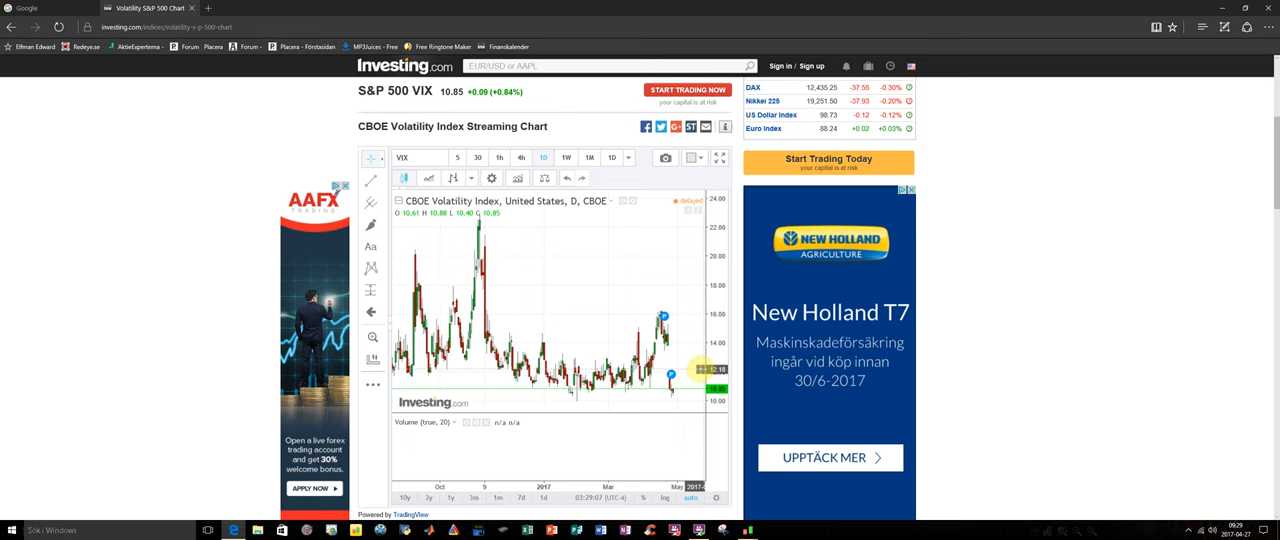 Google
Volatility S&P 500 Chart
investing.com/indices/volatility-s-p-500-chart
Elfman Edward
Redeye.se
AktieExperterna -
Forum Placera
Forum -
Placera - Förstasidan
MP3Juices - Free
Free Ringtone Maker
Finanskalender
Investing.com
EUR/USD or AAPL
Sign in / Sign up
S&P 500 VIX 10.85 +0.09 (+0.84%)
START TRADING NOW
your capital is at risk
DAX 12,435.25 -37.55 -0.30%
Nikkei 225 19,251.50 -37.93 -0.20%
US Dollar Index 98.73 -0.12 -0.12%
Euro Index 88.24 +0.02 +0.03%
CBOE Volatility Index Streaming Chart
Start Trading Today
your capital is at risk
VIX 5 30 1h 4h 1D 1W 1M 1D
CBOE Volatility Index, United States, D, CBOE
delayed
O 10.61 H 10.88 L 10.40 C 10.85
24.00
22.00
20.00
18.00
16.00
14.00
12.18
10.85
10.00
P
P
Aa
Investing.com
Volume (true, 20)
n/a n/a
Oct 9 2017 Mar May 2017-
10y 3y 1y 3m 1m 7d 1d 03:29:07 (UTC-4) % log auto
Powered by TradingView
AAFX
TRADING
Open a live forex
trading account
and get 30%
welcome bonus.
APPLY NOW
NEW HOLLAND
AGRICULTURE
New Holland T7
Maskinskadeförsäkring
ingår vid köp innan
30/6-2017
UPPTÄCK MER
Sök i Windows
09:29
2017-04-27